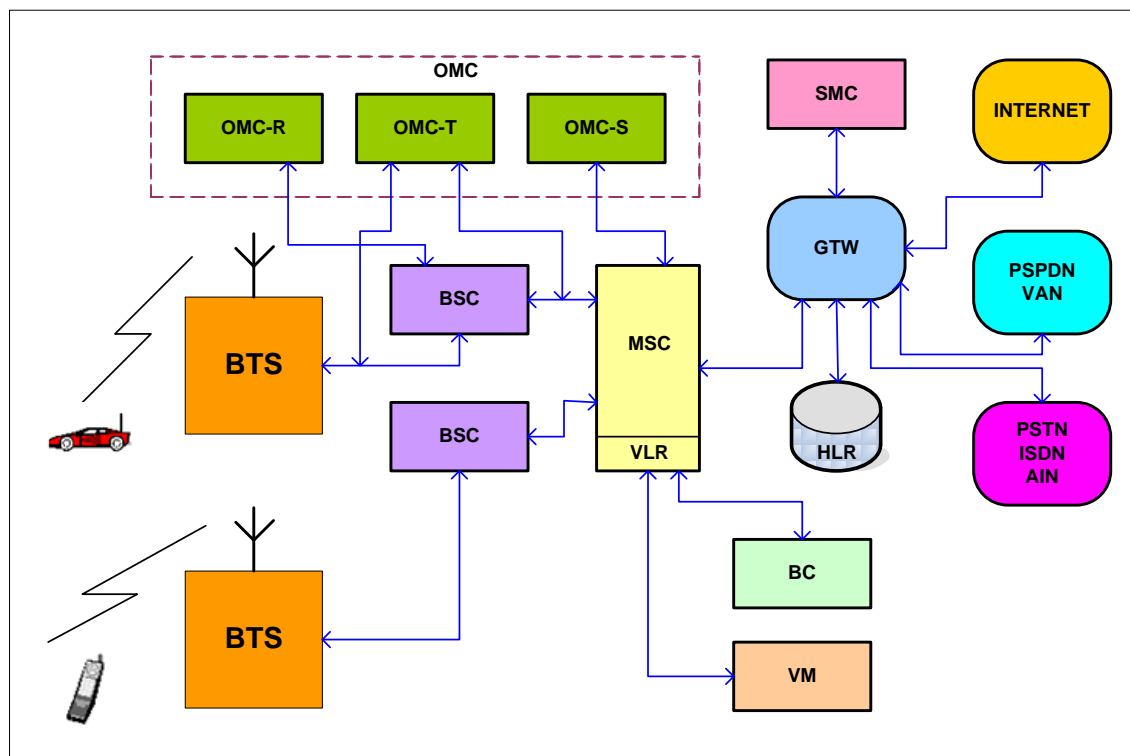 OMC
OMC-R
OMC-T
OMC-S
SMC
INTERNET
GTW
PSPDN
VAN
BSC
MSC
BTS
BSC
VLR
HLR
PSTN
ISDN
AIN
BC
BTS
VM